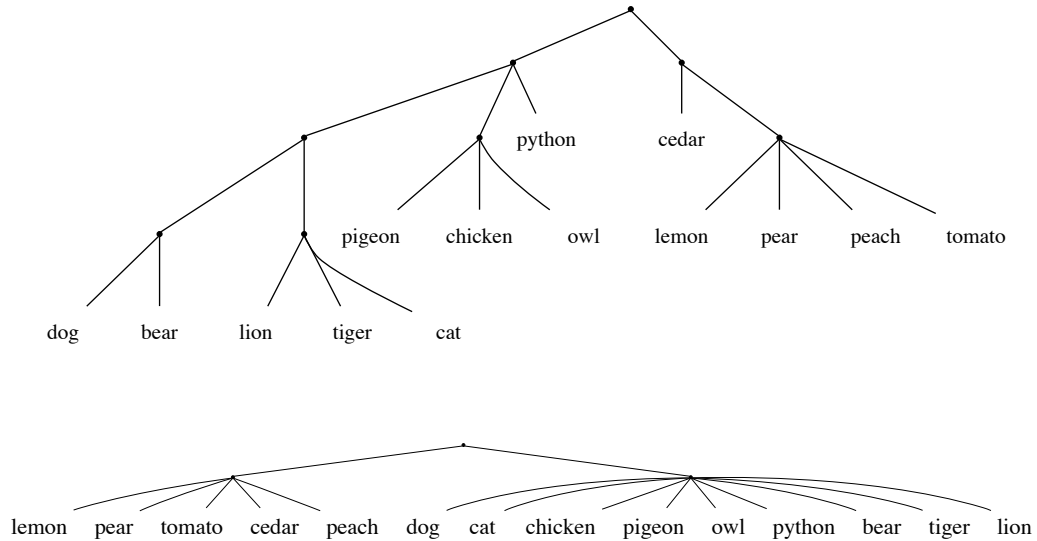 python cedar
pigeon chicken owl lemon pear peach tomato
dog bear lion tiger cat
lemon pear tomato cedar peach dog cat chicken pigeon owl python bear tiger lion